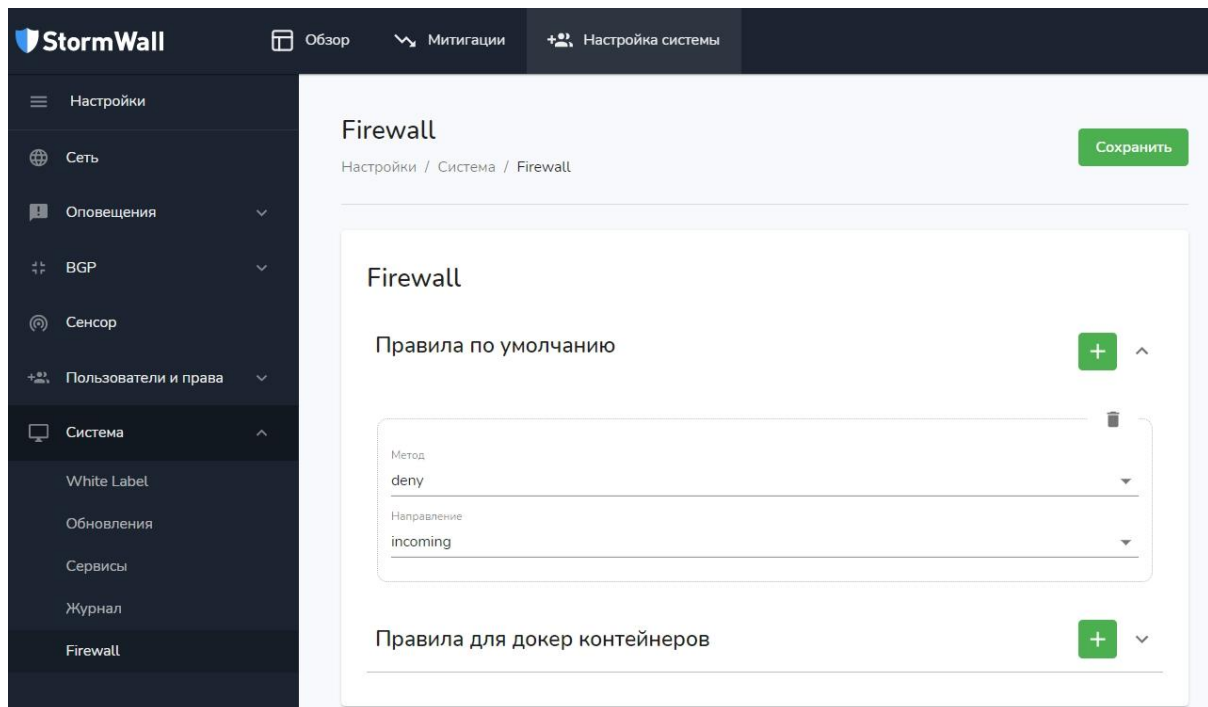 StormWall
Обзор
Митигации
Настройка системы
Настройки
Сеть
Оповещения
BGP
Сенсор
Пользователи и права
Система
White Label
Обновления
Сервисы
Журнал
Firewall
Firewall
Настройки / Система / Firewall
Сохранить
Firewall
Правила по умолчанию
Метод
deny
Направление
incoming
Правила для докер контейнеров